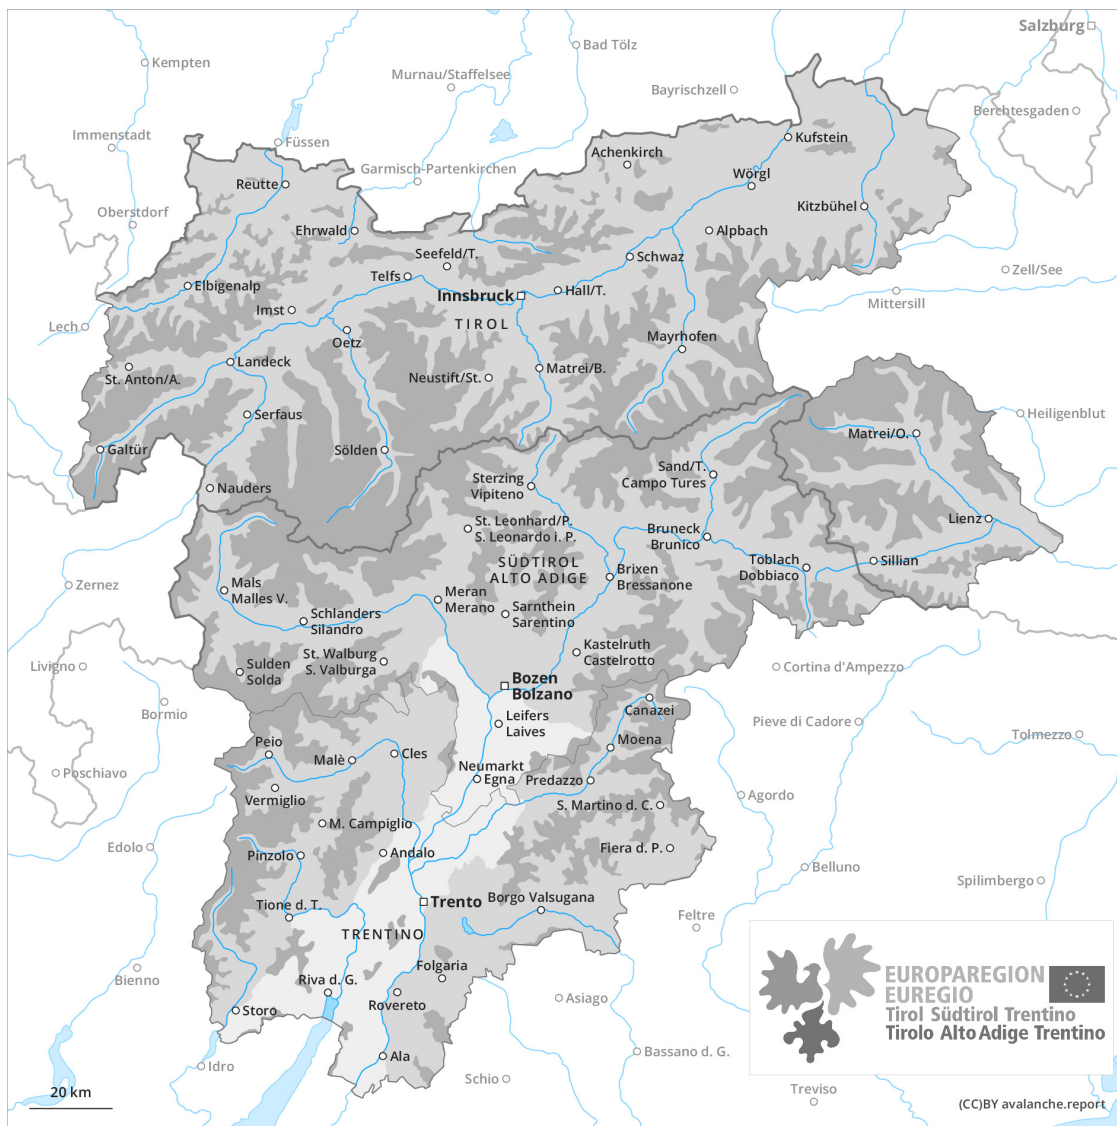 Salzburg
Bad Tölz
Kempten
Murnau/Staffelsee
Bayrischzell
Berchtesgaden
Immenstadt
Füssen
Kufstein
Achenkirch
Garmisch-Partenkirchen
Wörgl
Reutte
Kitzbühel
Oberstdorf
Ehrwald
Alpbach
Seefeld/T.
Schwaz
Telfs
Zell/See
Elbigenalp
Innsbruck
Hall/T.
Mittersill
Imst
TIROL
Lech
Oetz
Mayrhofen
Landeck
Matrei/B.
St. Anton/A.
Neustift/St.
Serfaus
Heiligenblut
Matrei/O.
Galtür
Sölden
Sand/T.
Campo Tures
Sterzing
Vipiteno
Nauders
St. Leonhard/P.
S. Leonardo i. P.
Lienz
Bruneck
Brunico
SÜDTIROL
ALTO ADIGE
Toblach
Dobbiaco
Sillian
Brixen
Bressanone
Zernez
Mals
Malles V.
Meran
Merano
Schlanders
Silandro
Sarnthein
Sarentino
Kastelruth
Castelrotto
St. Walburg
S. Valburga
Livigno
Sulden
Solda
Cortina d'Ampezzo
Bozen
Bolzano
Bormio
Canazei
Leifers
Laives
Pieve di Cadore
Tolmezzo
Peio
Moena
Cles
Malè
Poschiavo
Neumarkt
Egna
Predazzo
Vermiglio
Agordo
S. Martino d. C.
M. Campiglio
Edolo
Pinzolo
Andalo
Fiera d. P.
Belluno
Spilimbergo
Borgo Valsugana
Tione d. T.
Trento
Feltre
TRENTINO
Folgaria
Bienno
Riva d. G.
EUROPAREGION
EUREGIO
Tirol Südtirol Trentino
Tirolo Alto Adige Trentino
Asiago
Rovereto
Storo
Bassano d. G.
Ala
Idro
Schio
Treviso
20 km
(CC)BY avalanche.report